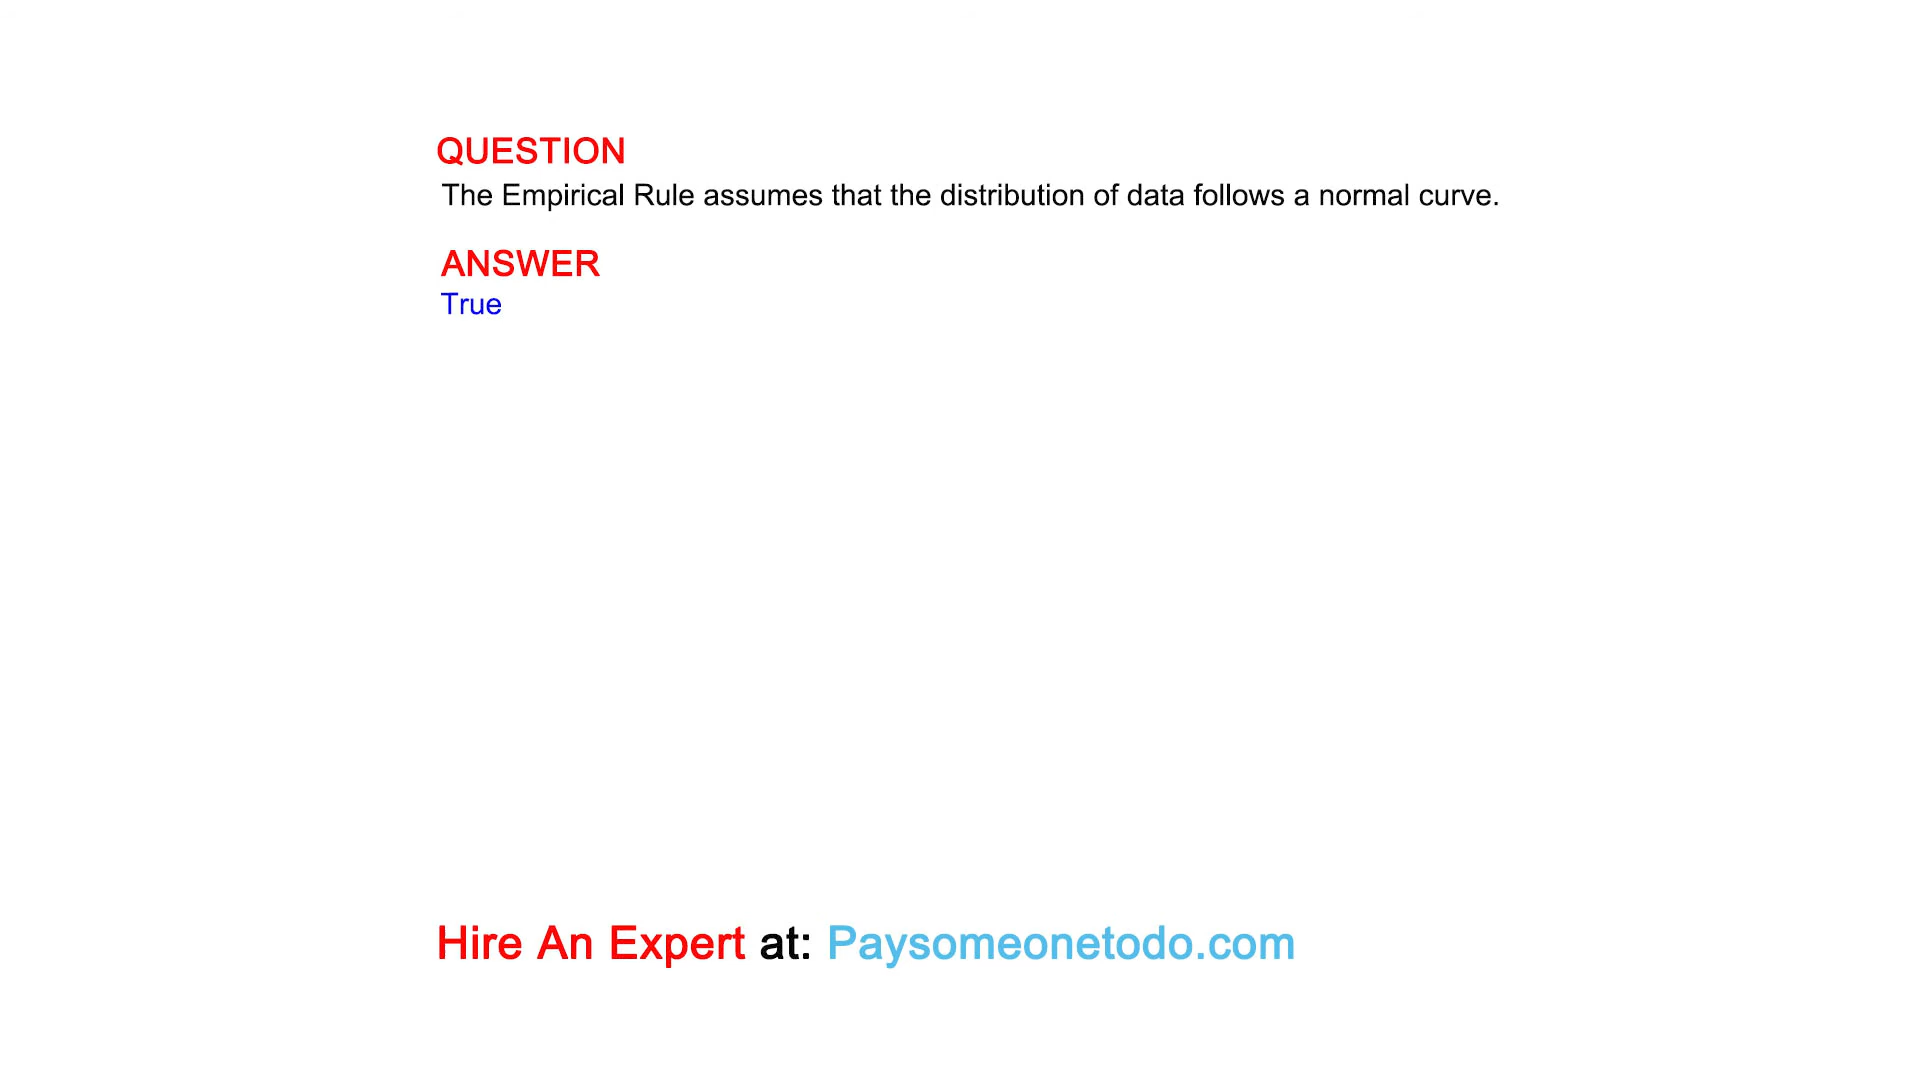 QUESTION
The Empirical Rule assumes that the distribution of data follows a normal curve.
ANSWER
True
Hire An Expert at: Paysomeonetodo.com